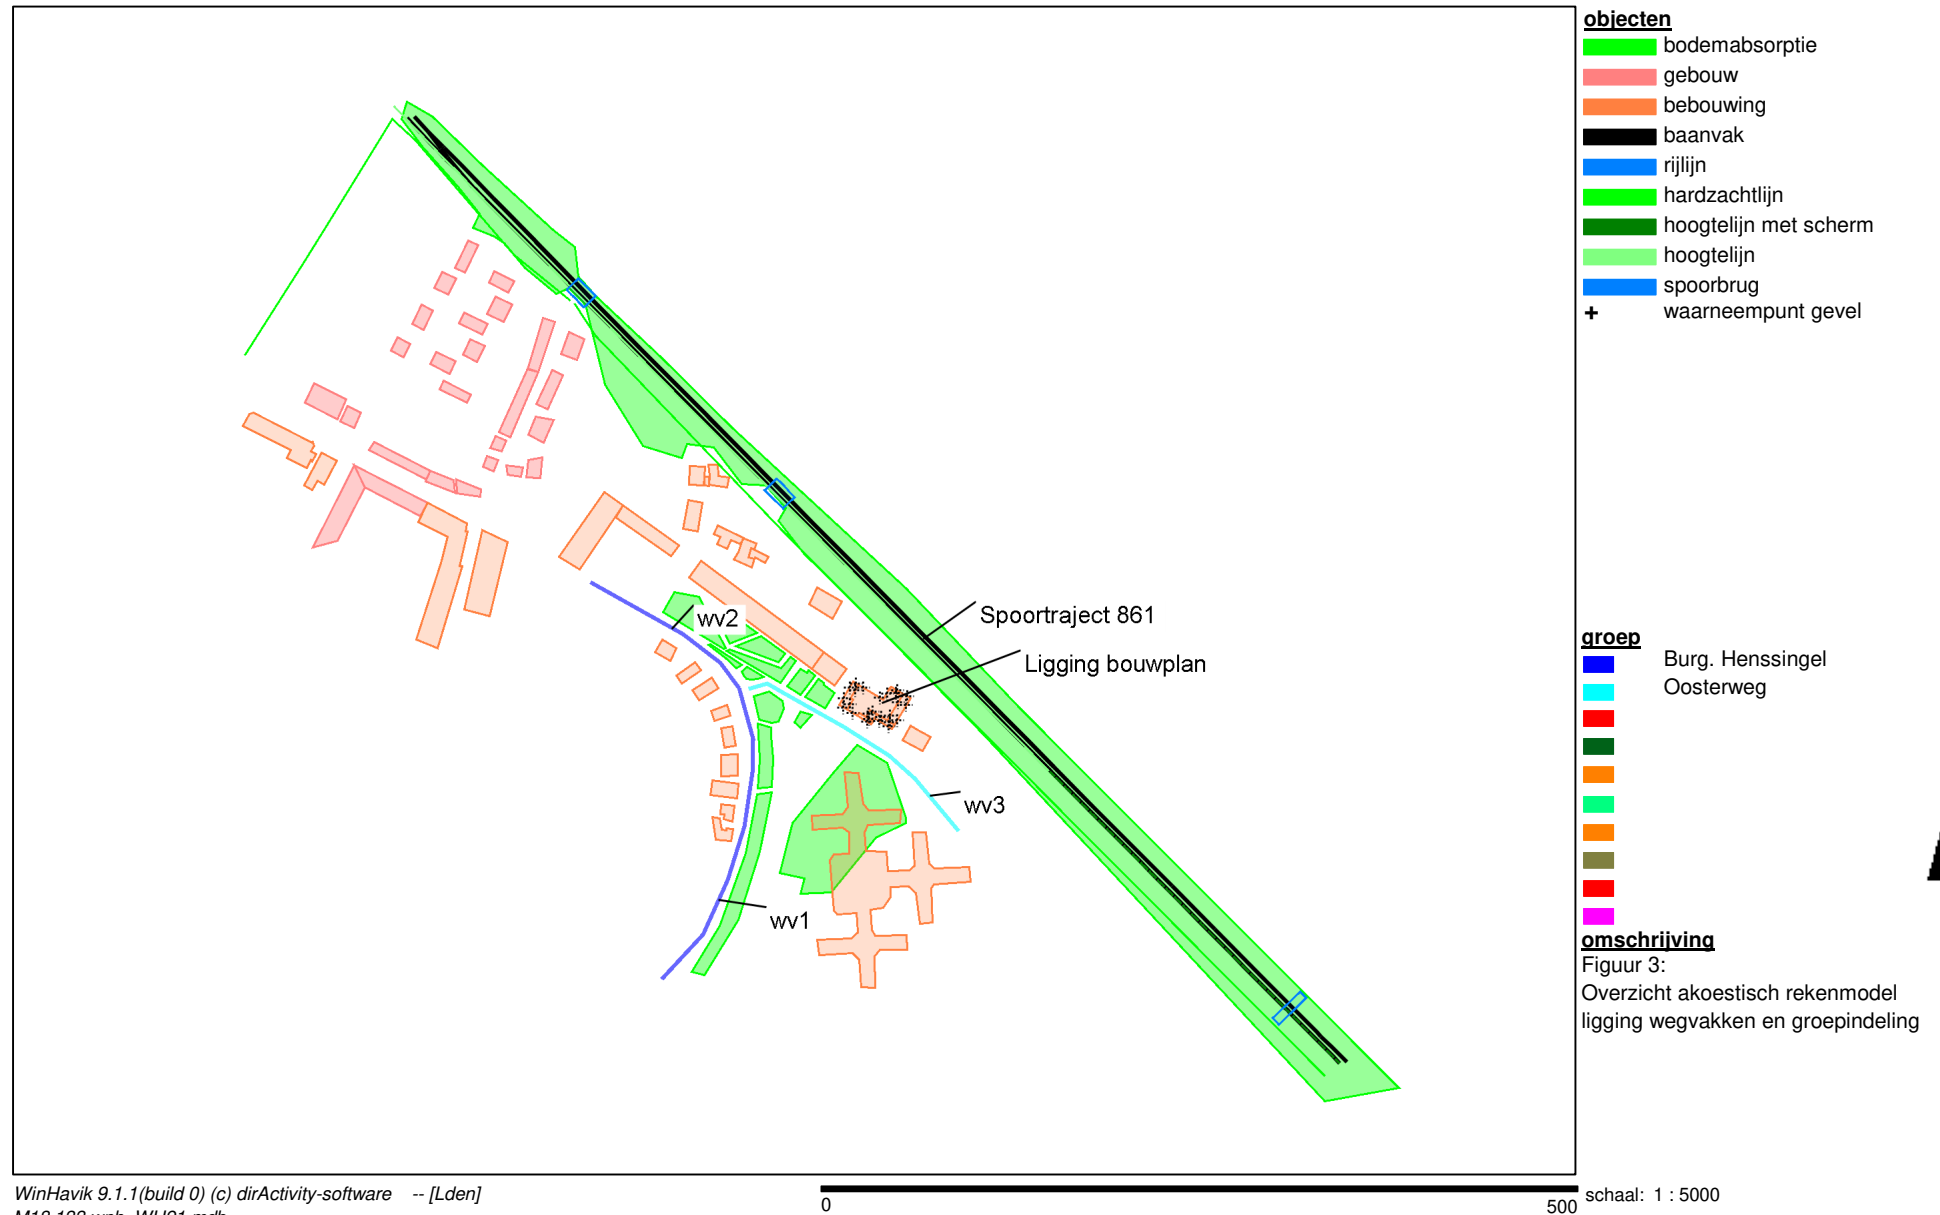 objecten
bodemabsorptie
gebouw
bebouwing
baanvak
rijlijn
hardzachtlijn
hoogtelijn met scherm
hoogtelijn
spoorbrug
+ waarneempunt gevel
Spoortraject 861
Ligging bouwplan
wv2
wv3
wv1
groep
Burg. Henssingel
Oosterweg
omschrijving
Figuur 3:
Overzicht akoestisch rekenmodel
ligging wegvakken en groepindeling
WinHavik 9.1.1(build 0) (c) dirActivity-software -- [Lden]
0
500
schaal: 1 : 5000